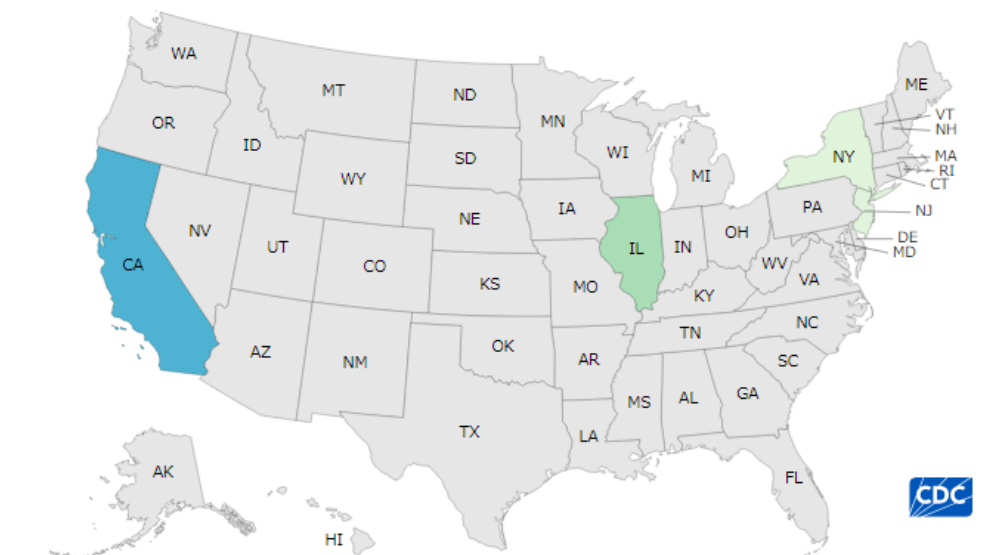 WA
MT
ND
MN
ME
VT
NH
OR
ID
SD
WI
MI
NY
MA
RI
CT
WY
IA
PA
NJ
NV
UT
NE
IL
IN
OH
DE
MD
CA
CO
KS
MO
WV
VA
KY
AZ
NM
OK
AR
TN
NC
SC
MS
AL
GA
TX
LA
AK
FL
CDC
HI